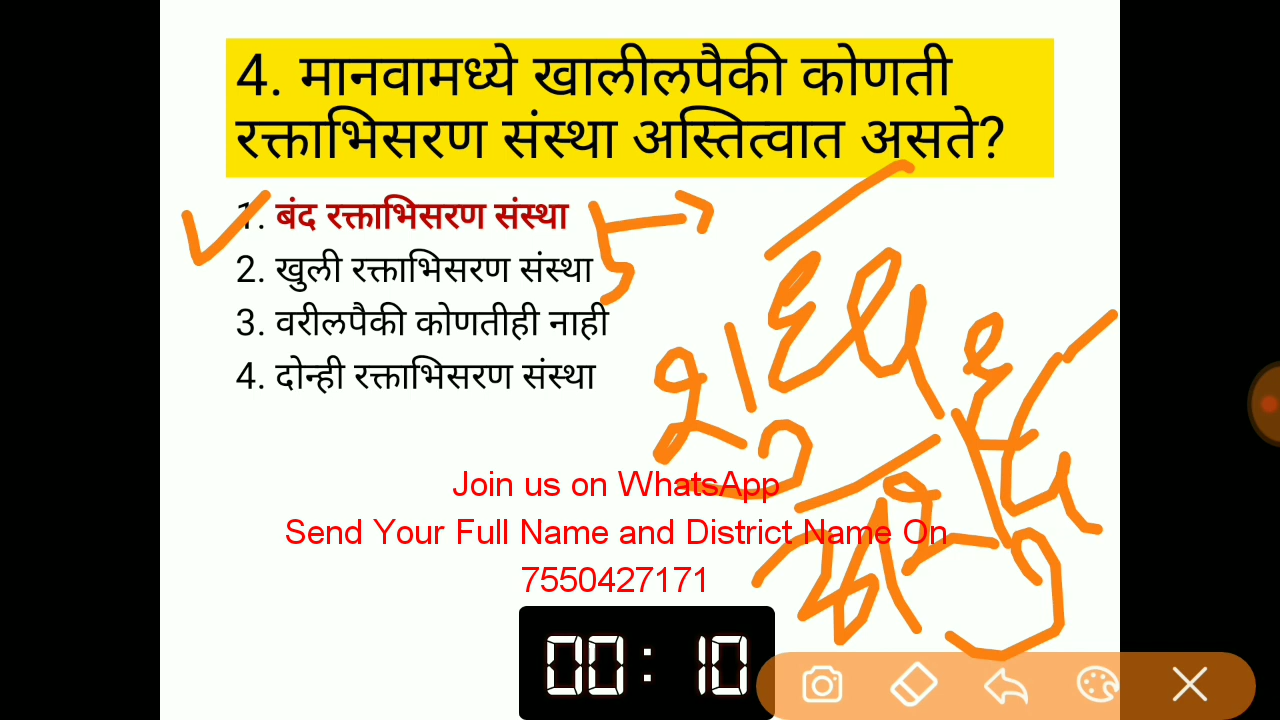 4. मानवामध्ये खालीलपैकी कोणती
रक्ताभिसरण संस्था अस्तित्वात असते?
1. बंद रक्ताभिसरण संस्था
2. खुली रक्ताभिसरण संस्था
3. वरीलपैकी कोणतीही नाही
4. दोन्ही रक्ताभिसरण संस्था
Join us on WhatsApp
Send Your Full Name and District Name On
7550427171
00:10